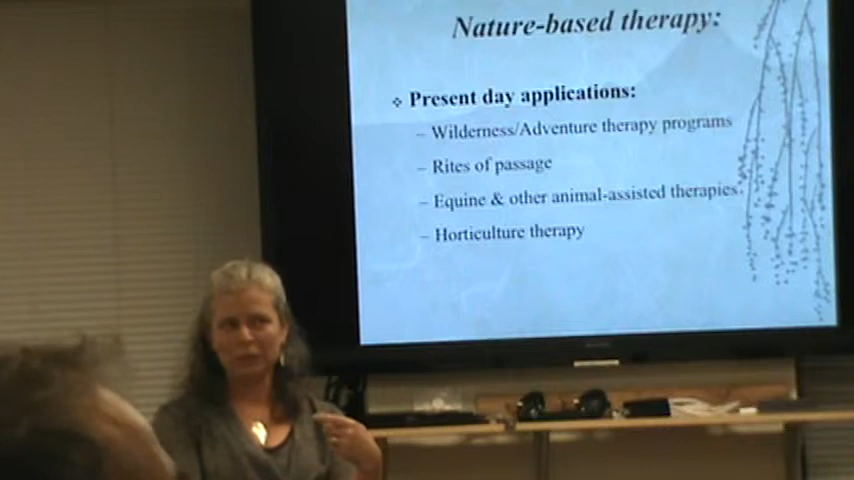 Nature-based therapy:
❖ Present day applications:
– Wilderness/Adventure therapy programs
– Rites of passage
– Equine & other animal-assisted therapies
– Horticulture therapy